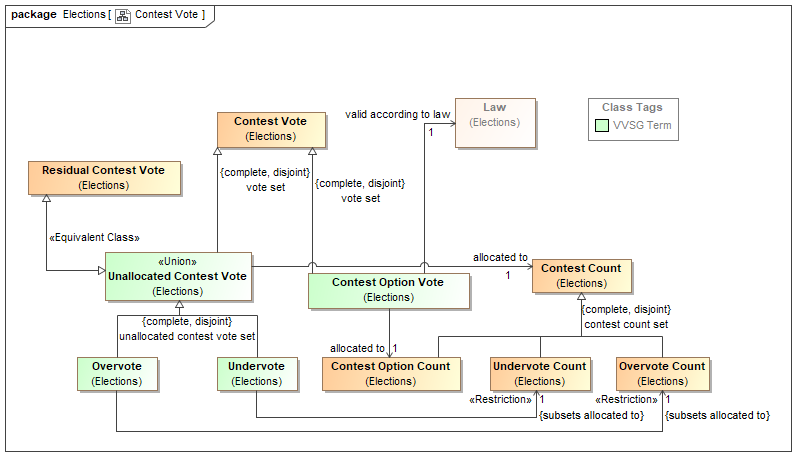 package Elections [ Contest Vote ]
Contest Vote
(Elections)
valid according to law
1
Law
(Elections)
Class Tags
VVSG Term
Residual Contest Vote
(Elections)
{complete, disjoint}
vote set
{complete, disjoint}
vote set
«Equivalent Class»
«Union»
Unallocated Contest Vote
(Elections)
allocated to
1
Contest Option Vote
(Elections)
Contest Count
(Elections)
{complete, disjoint}
unallocated contest vote set
{complete, disjoint}
contest count set
allocated to
1
Overvote
(Elections)
Undervote
(Elections)
Contest Option Count
(Elections)
Undervote Count
(Elections)
Overvote Count
(Elections)
«Restriction»
1
{subsets allocated to}
«Restriction»
1
{subsets allocated to}